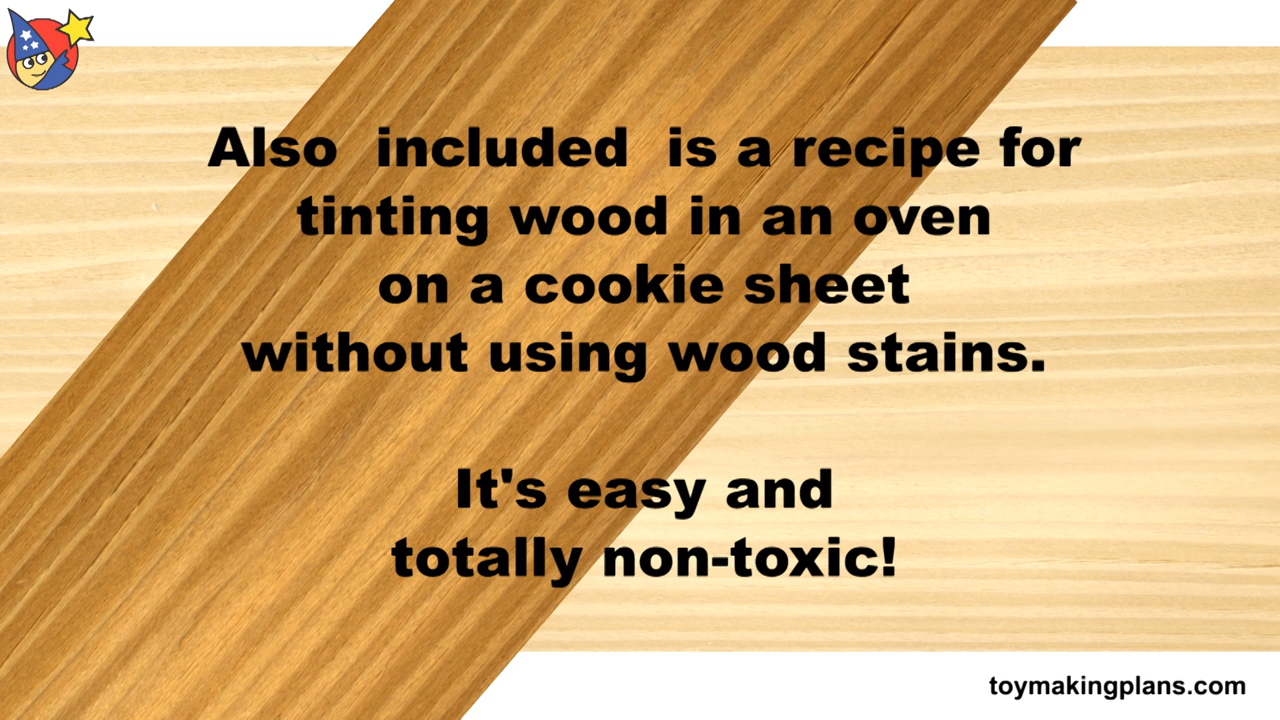 Also included is a recipe for
tinting wood in an oven
on a cookie sheet
without using wood stains.
It's easy and
totally non-toxic!
toymakingplans.com